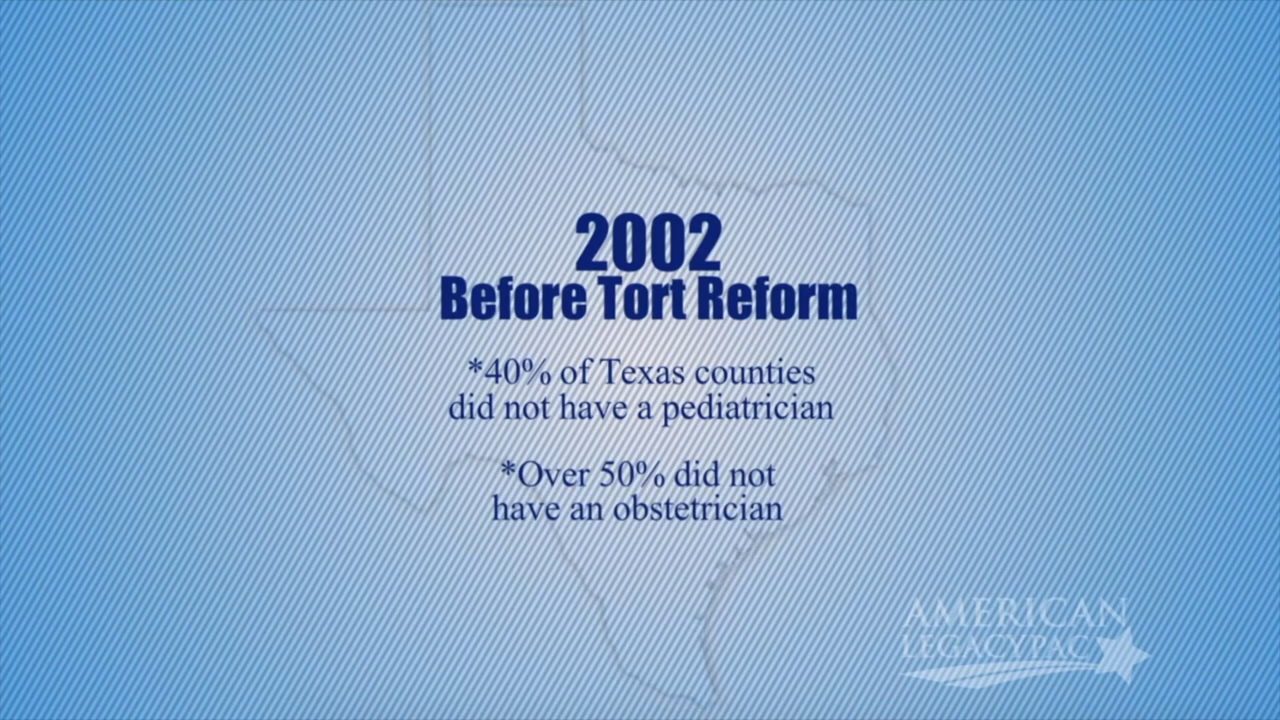 2002
Before Tort Reform
*40% of Texas counties
did not have a pediatrician
*Over 50% did not
have an obstetrician
AMERICAN
LEGACYPAC